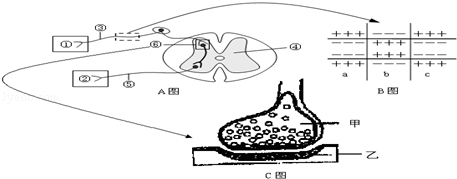 ③
①
⑥
④
②
⑤
A图
+++ --- +++
--- +++ ---
--- +++ ---
+++ --- +++
a b c
B图
甲
乙
C图